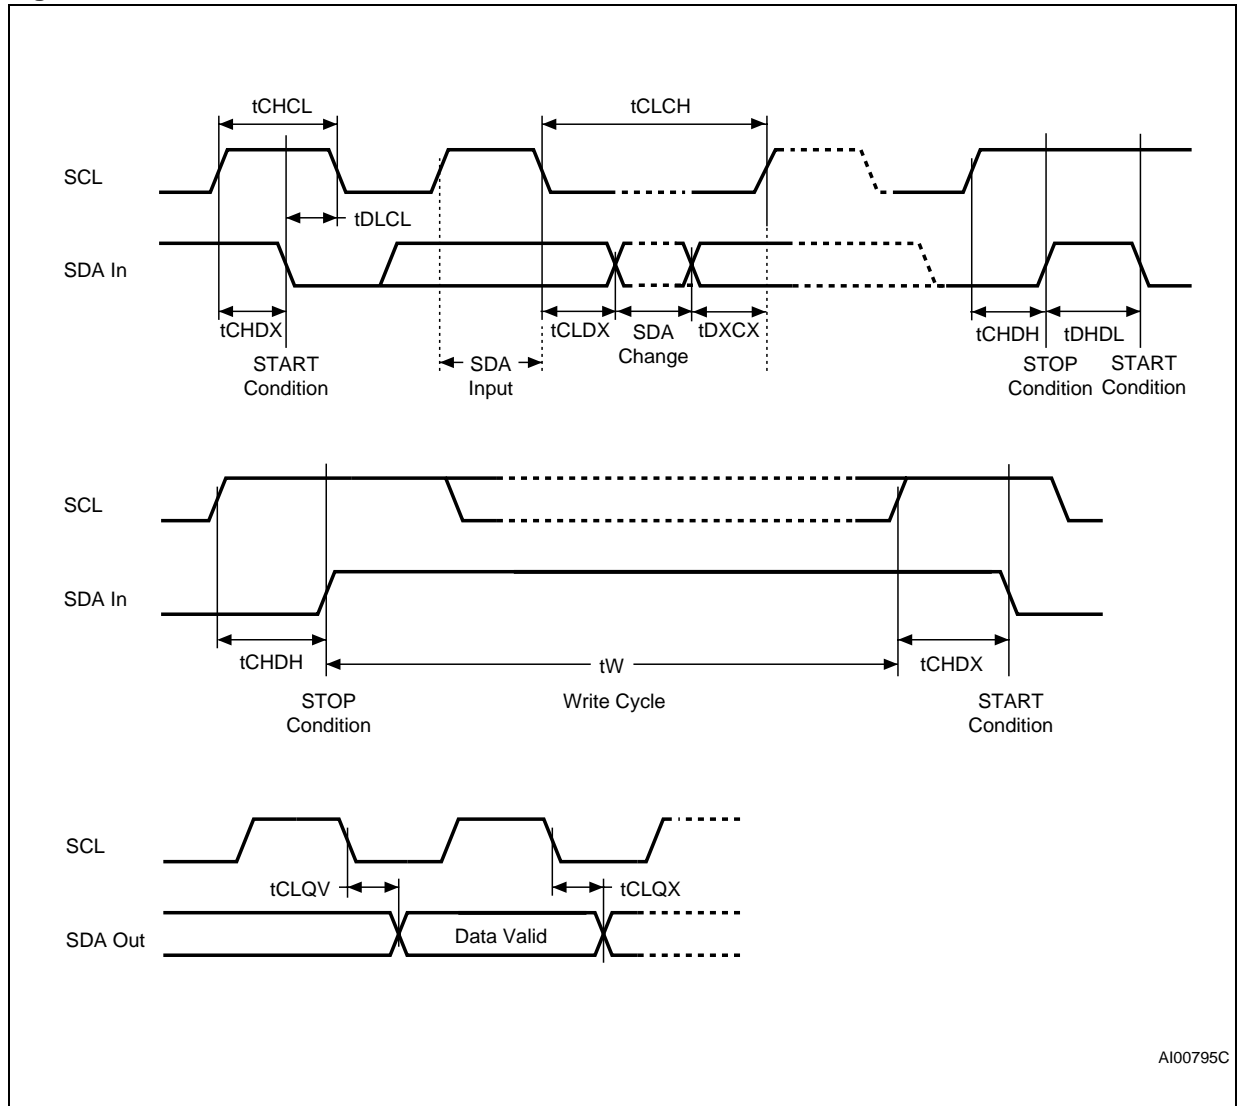 tCHCL
tCLCH
SCL
tDLCL
SDA In
tCHDX
tCLDX
SDA
Change
tDXCX
tCHDH
tDHDL
START
Condition
SDA
Input
STOP
Condition
START
Condition
SCL
SDA In
tCHDH
tW
tCHDX
STOP
Condition
Write Cycle
START
Condition
SCL
tCLQV
tCLQX
SDA Out
Data Valid
AI00795C